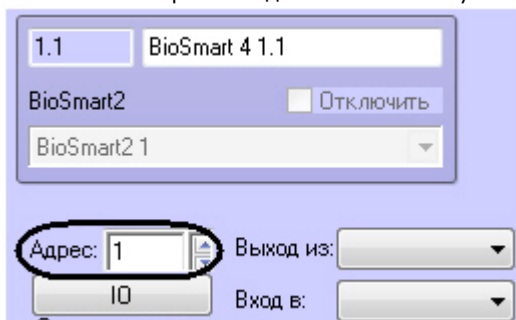 1.1 BioSmart 4 1.1
BioSmart2 Отключить
BioSmart2 1
Адрес: 1 Выход из:
IO Вход в: